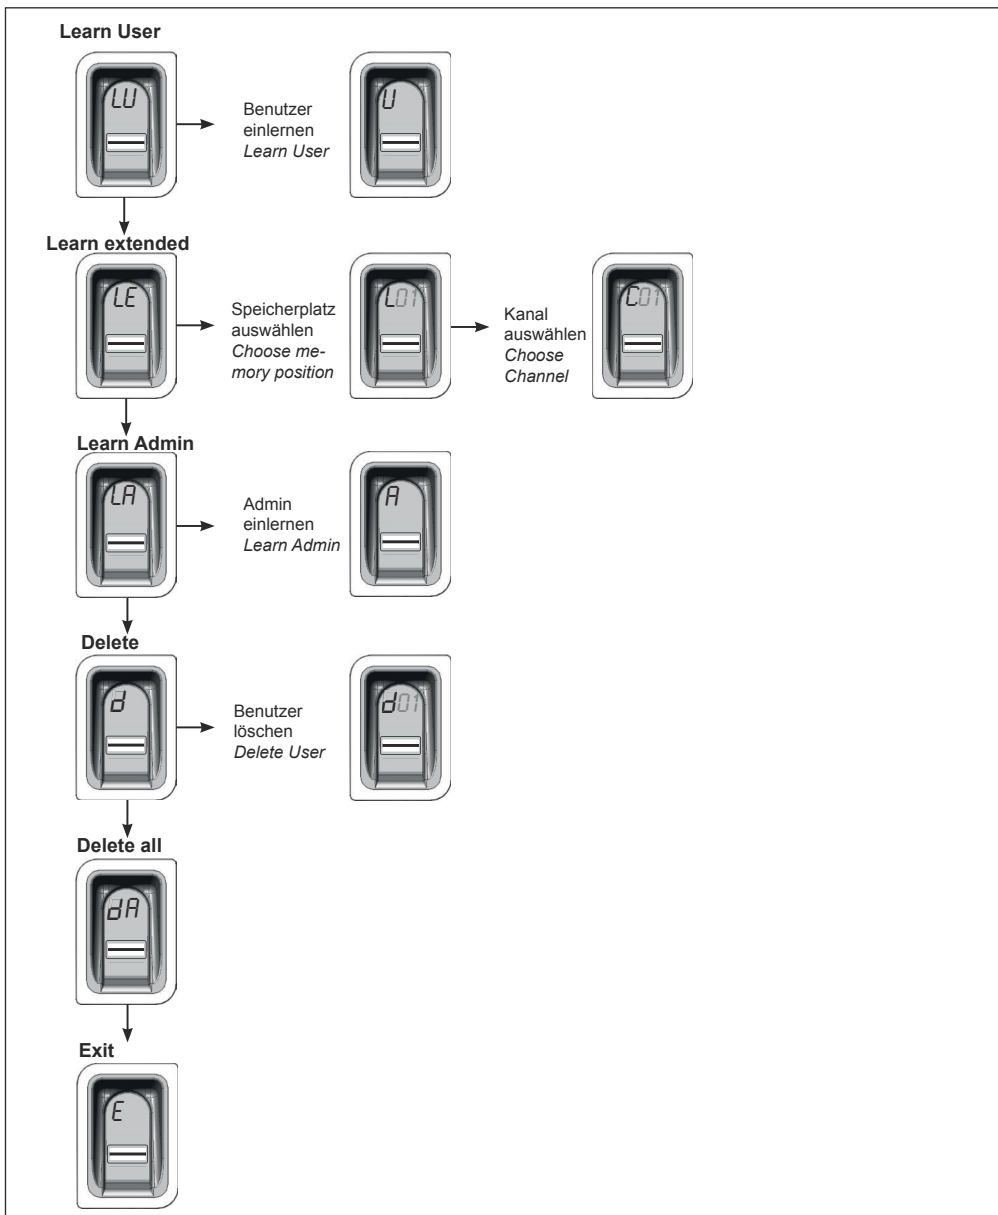 Learn User
LU
Benutzer
einlernen
Learn User
U
Learn extended
LE
Speicherplatz
auswählen
Choose me-
mory position
L01
Kanal
auswählen
Choose
Channel
C01
Learn Admin
LA
Admin
einlernen
Learn Admin
A
Delete
d
Benutzer
löschen
Delete User
d01
Delete all
dA
Exit
E